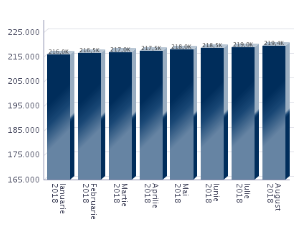 225.000
215.000
205.000
195.000
185.000
175.000
165.000
216,0K
216,5K
217,0K
217,5K
218,0K
218,5K
219,0K
219,4K
Ianuarie 2018
Februarie 2018
Martie 2018
Aprilie 2018
Mai 2018
Iunie 2018
Iulie 2018
August 2018